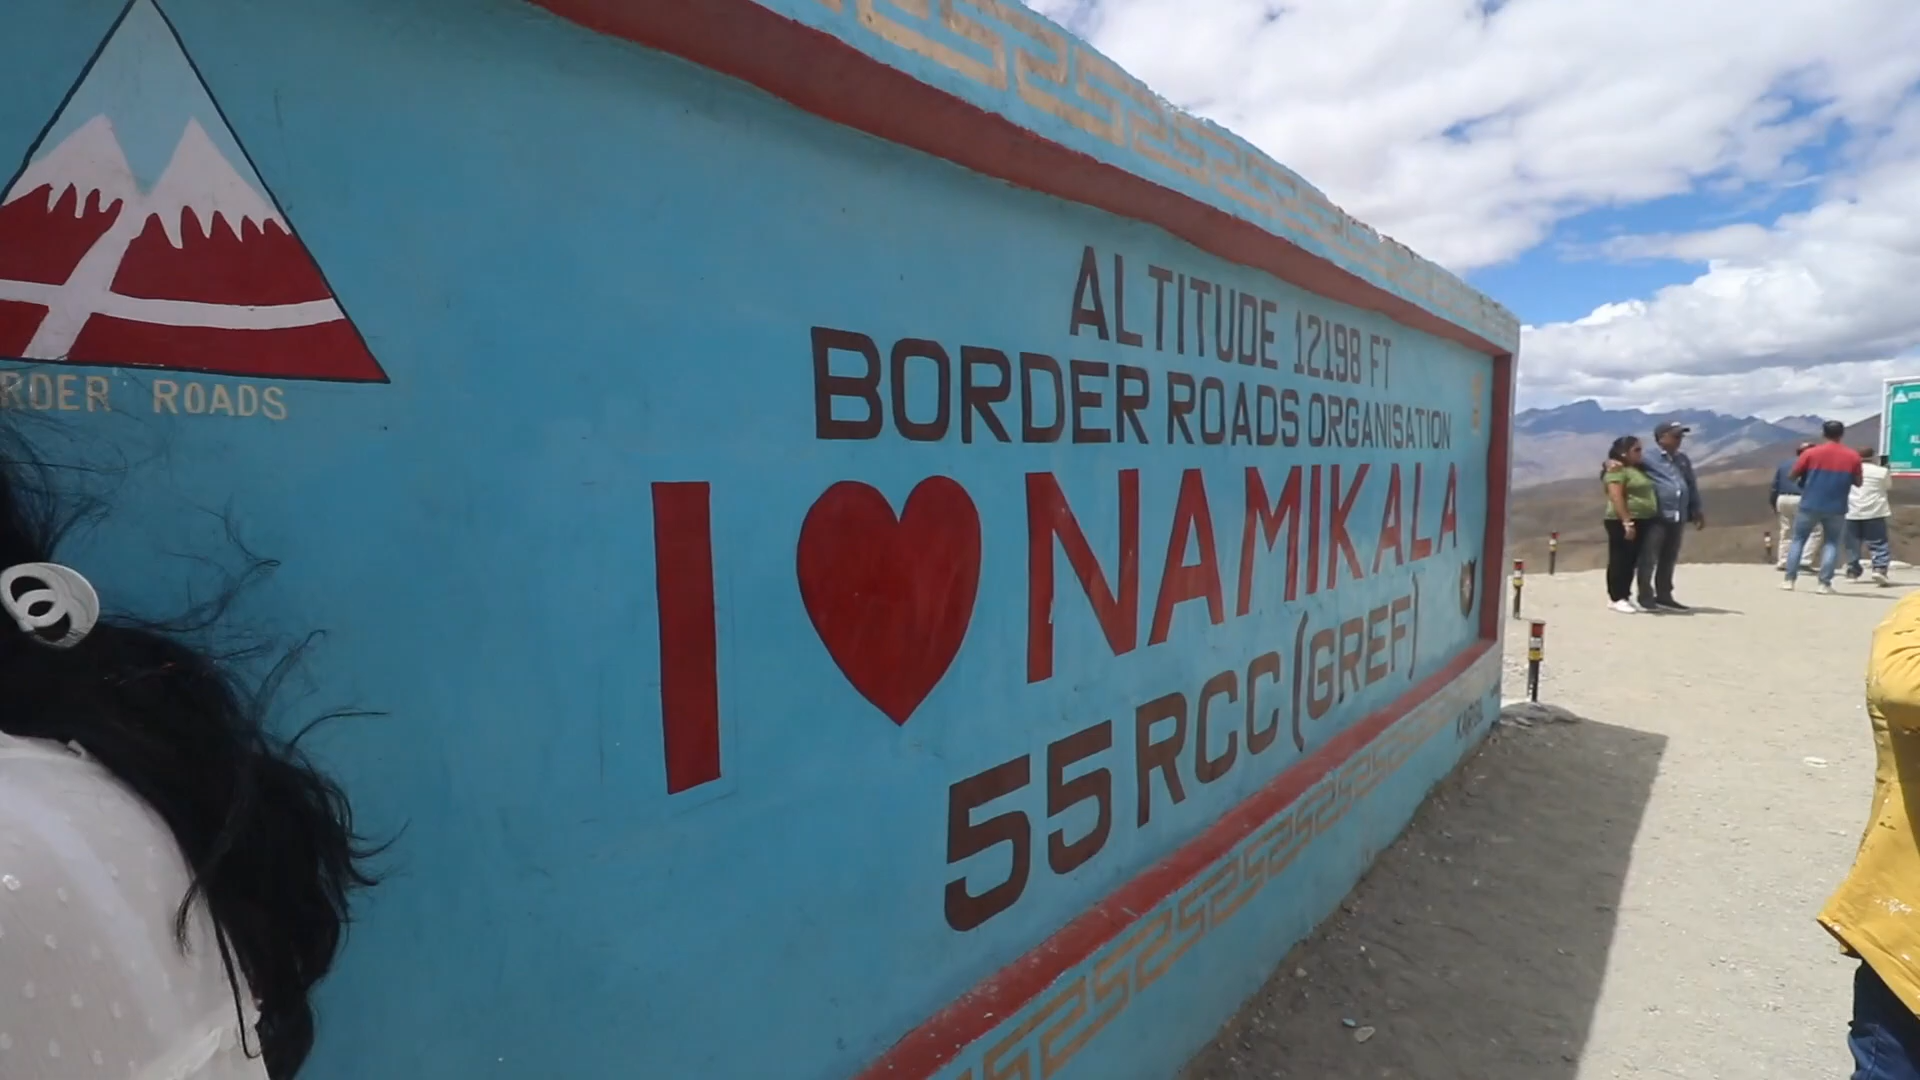 RDER ROADS
ALTITUDE 12198 FT
BORDER ROADS ORGANISATION
I ❤ NAMIKALA
55 RCC (GREF)